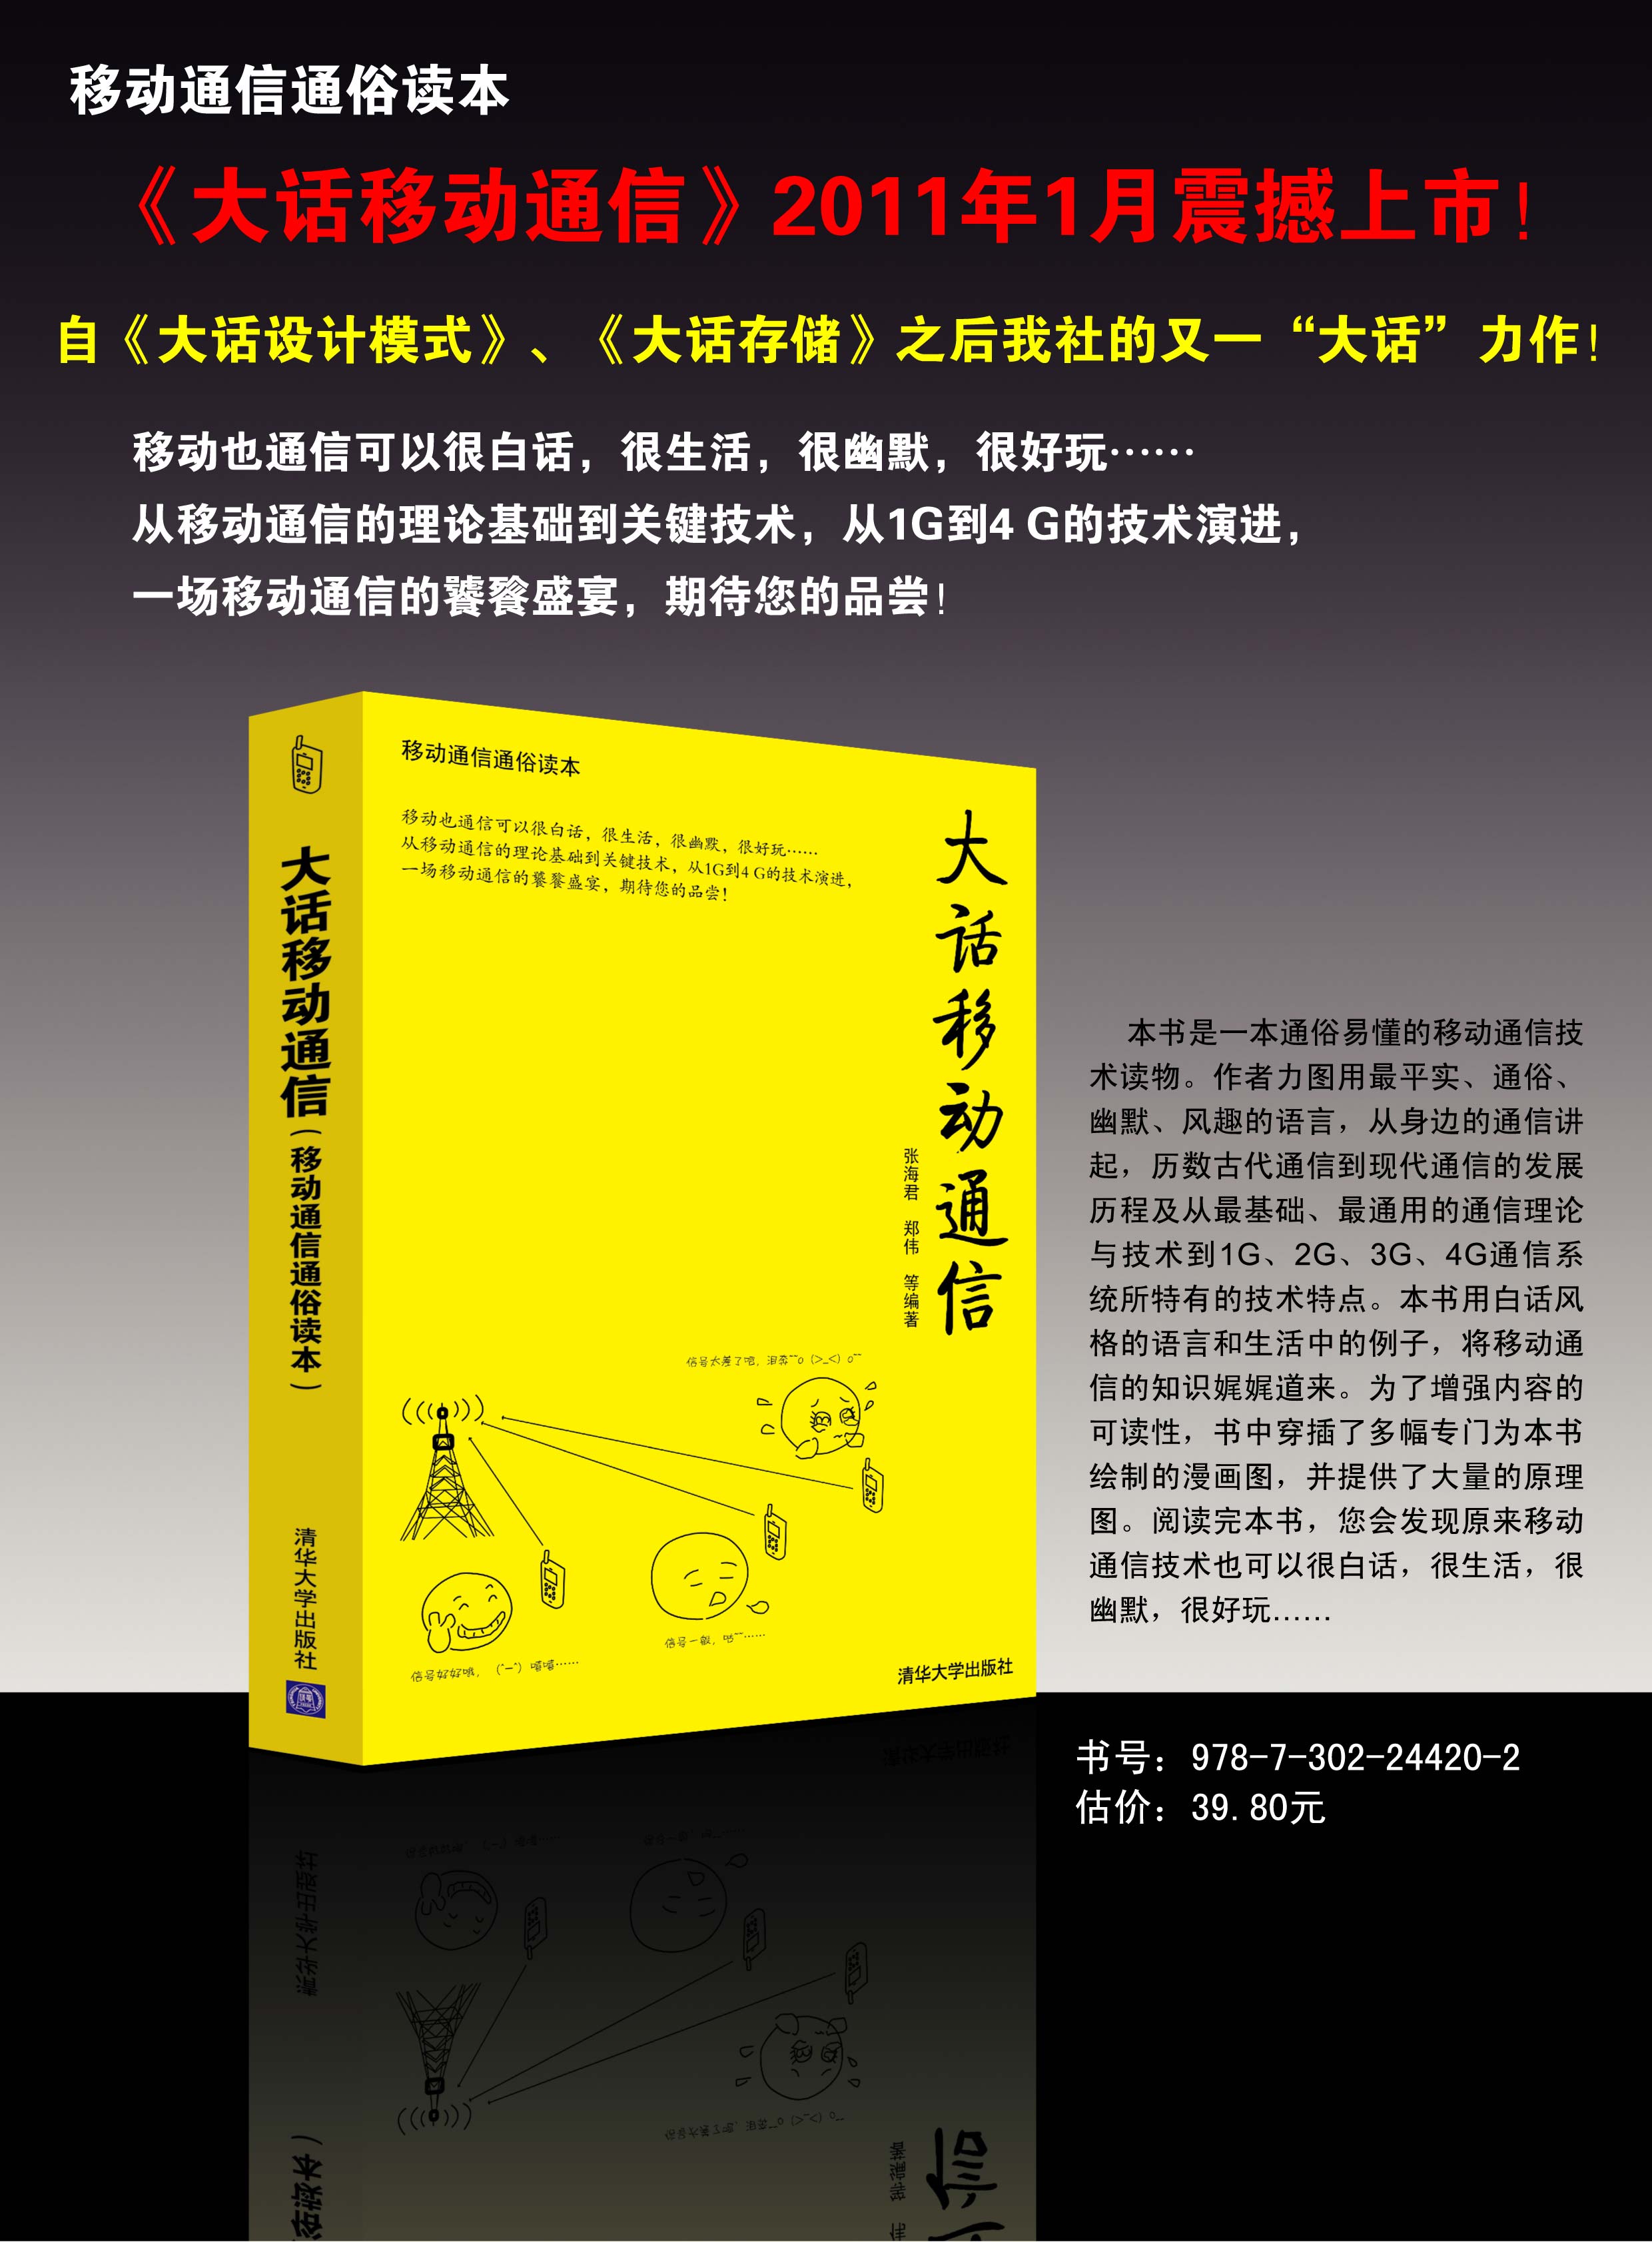 移动通信通俗读本
《大话移动通信》2011年1月震撼上市！
自《大话设计模式》、《大话存储》之后我社的又一“大话”力作！
移动也通信可以很白话，很生活，很幽默，很好玩……
从移动通信的理论基础到关键技术，从1G到4 G的技术演进，
一场移动通信的饕餮盛宴，期待您的品尝！
大话移动通信（移动通信通俗读本）
清华大学出版社
移动通信通俗读本
移动也通信可以很白话，很生活，很幽默，很好玩……
从移动通信的理论基础到关键技术，从1G到4 G的技术演进，
一场移动通信的饕餮盛宴，期待您的品尝！
大话移动通信
张海君 郑伟 等编著
信号太差了吧，泪奔~~o（>_<）o~~
信号一般，咕~~……
信号好好哦，（^—^）嘻嘻……
清华大学出版社
本书是一本通俗易懂的移动通信技
术读物。作者力图用最平实、通俗、
幽默、风趣的语言，从身边的通信讲
起，历数古代通信到现代通信的发展
历程及从最基础、最通用的通信理论
与技术到1G、2G、3G、4G通信系
统所特有的技术特点。本书用白话风
格的语言和生活中的例子，将移动通
信的知识娓娓道来。为了增强内容的
可读性，书中穿插了多幅专门为本书
绘制的漫画图，并提供了大量的原理
图。阅读完本书，您会发现原来移动
通信技术也可以很白话，很生活，很
幽默，很好玩……
书号：978-7-302-24420-2
估价：39.80元